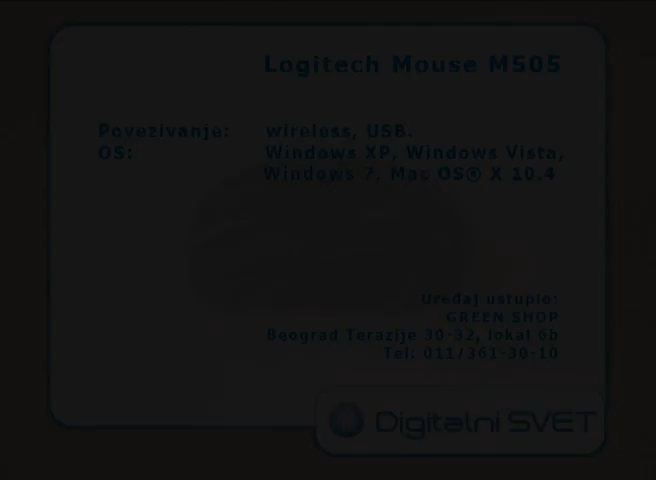 Logitech Mouse M505
Povezivanje: wireless, USB.
OS: Windows XP, Windows Vista,
Windows 7, Mac OS® X 10.4
Uređaj ustupio:
GREEN SHOP
Beograd Terazije 30-32, lokal 6b
Tel: 011/361-30-10
Digitalni SVET